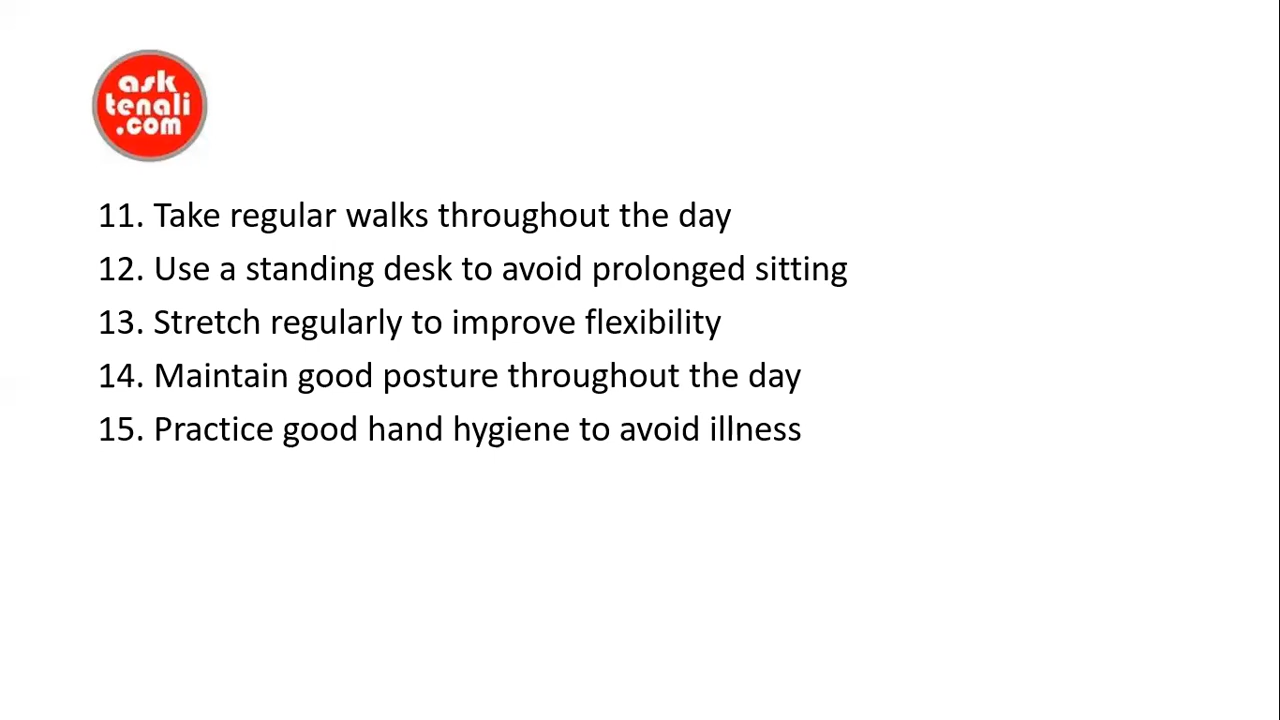 ask
tenali
.com
11. Take regular walks throughout the day
12. Use a standing desk to avoid prolonged sitting
13. Stretch regularly to improve flexibility
14. Maintain good posture throughout the day
15. Practice good hand hygiene to avoid illness